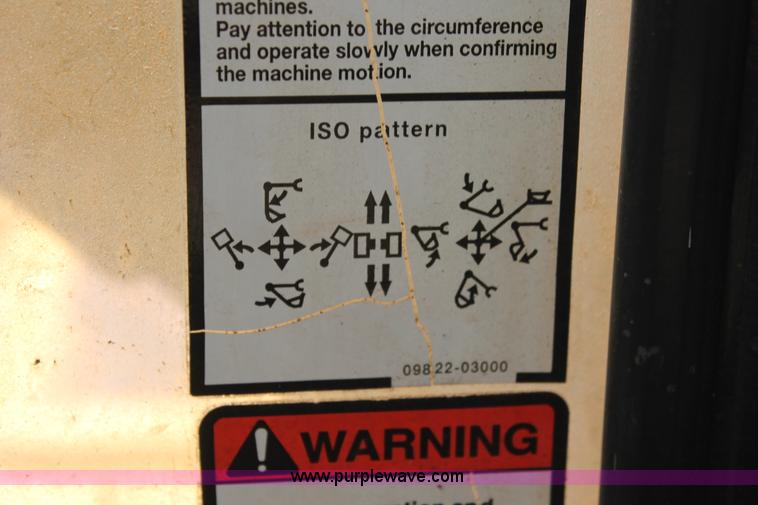 machines.
Pay attention to the circumference
and operate slowly when confirming
the machine motion.
ISO pattern
09822-03000
WARNING
www.purplewave.com
and